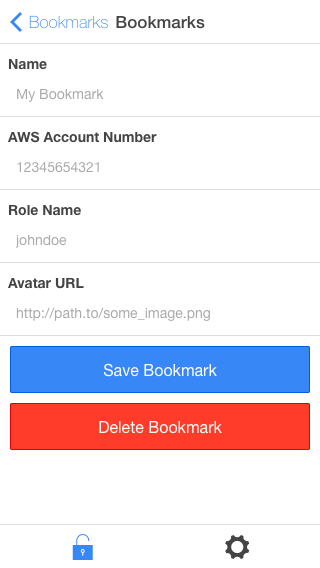 Bookmarks Bookmarks
Name
My Bookmark
AWS Account Number
12345654321
Role Name
johndoe
Avatar URL
http://path.to/some_image.png
Save Bookmark
Delete Bookmark